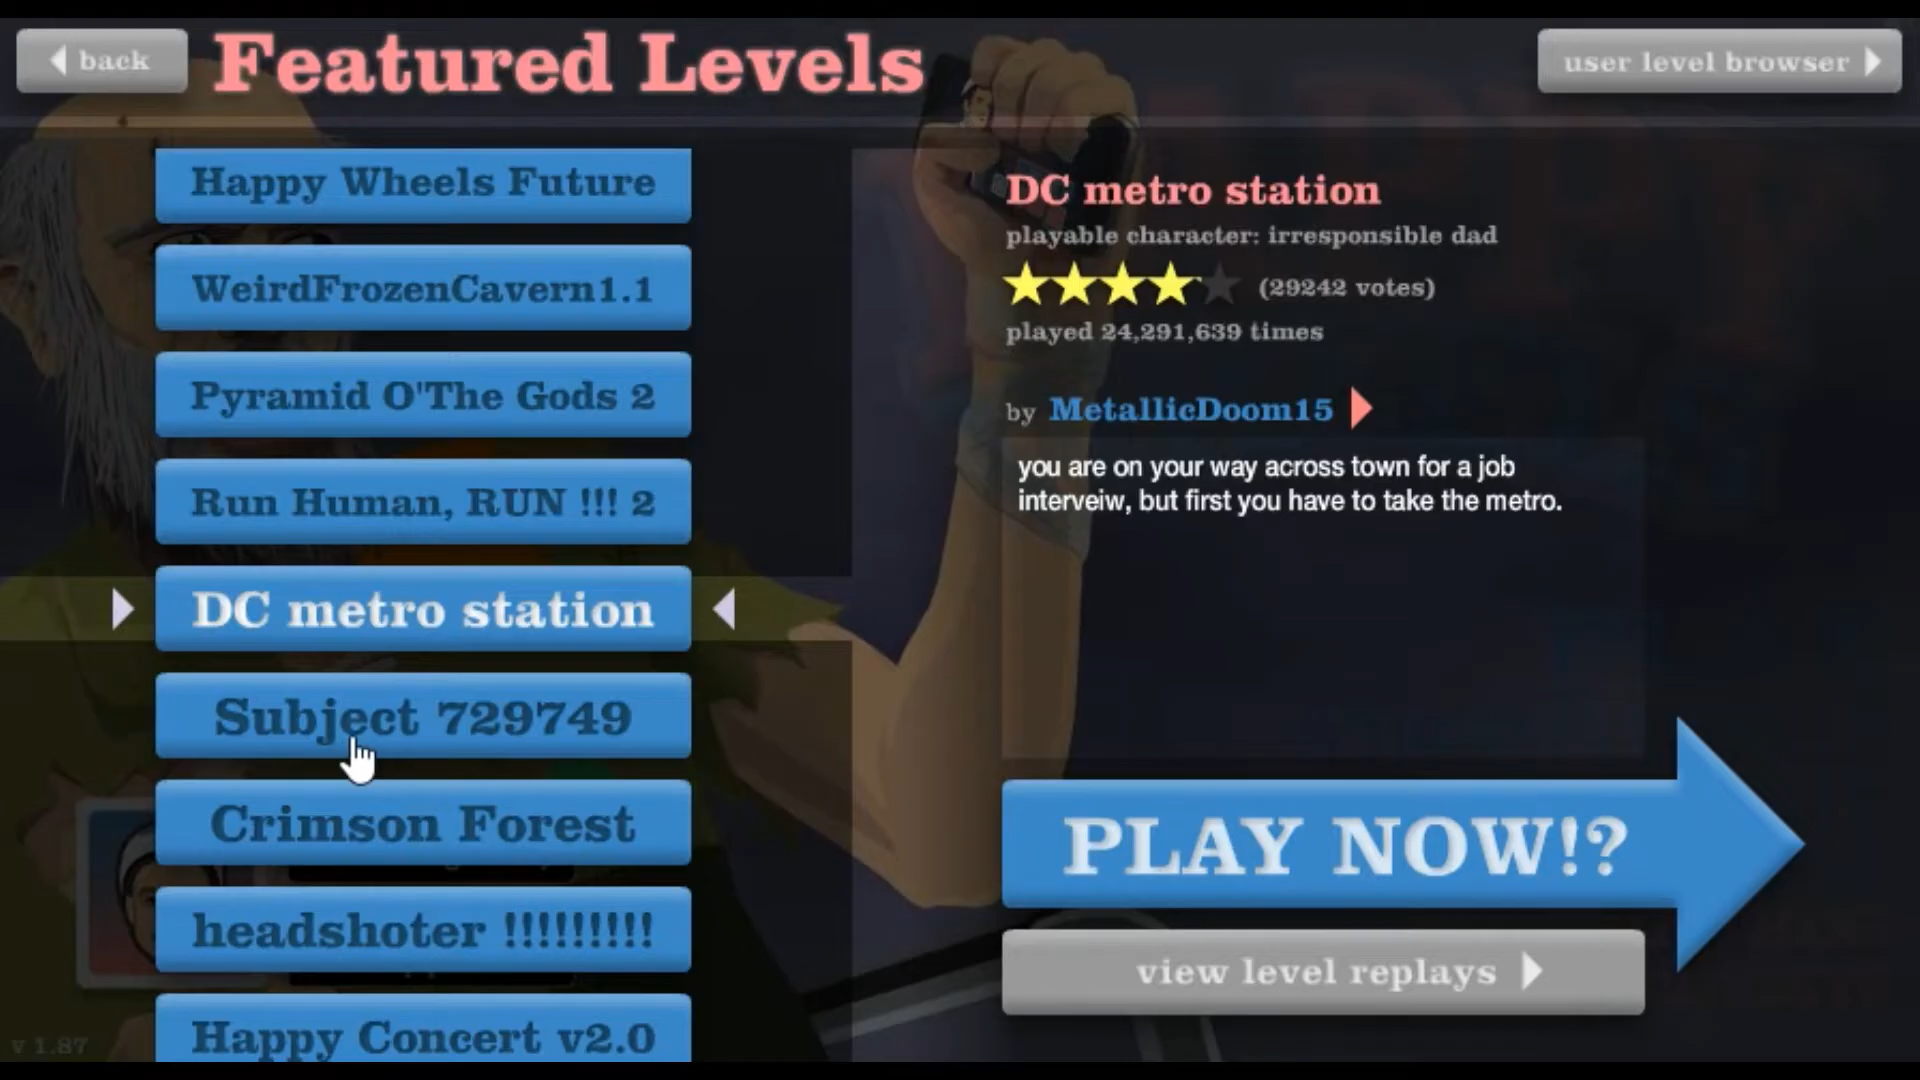 back
Featured Levels
user level browser
Happy Wheels Future
WeirdFrozenCavern1.1
Pyramid O'The Gods 2
Run Human, RUN !!! 2
DC metro station
Subject 729749
Crimson Forest
headshoter !!!!!!!!!
Happy Concert v2.0
v 1.87
DC metro station
playable character: irresponsible dad
(29242 votes)
played 24,291,639 times
by MetallicDoom15
you are on your way across town for a job
interveiw, but first you have to take the metro.
PLAY NOW!?
view level replays